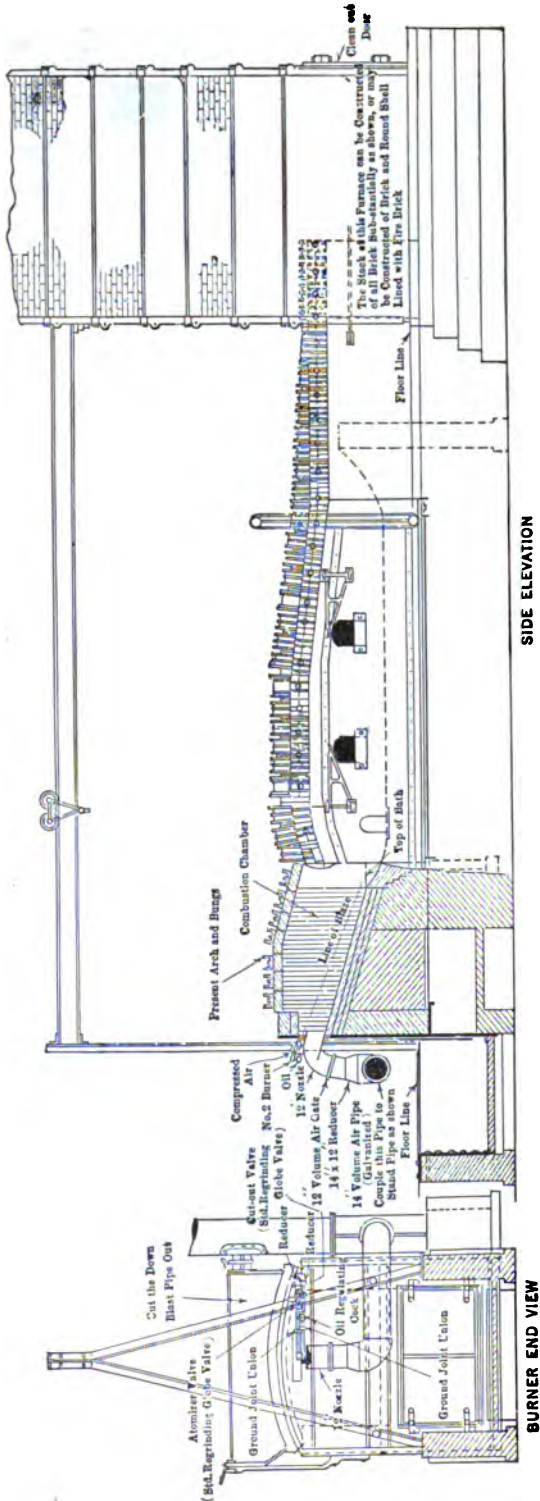 Clean out
Door
The Stack of this Furnace can be Constructed
of all Brick Sub-stantially as shown, or may
be Constructed of Brick and Round Shell
Lined with Fire Brick
Floor Line
Top of Bath
Present Arch and Bungs
Combustion Chamber
Line of Blaze
Compressed
Air
No.2 Burner
Oil
12" Nozzle
12" Volume Air Gate
14" x 12" Reducer
14" Volume Air Pipe
(Galvanized)
Couple this Pipe to
Stand Pipe as shown
Floor Line
SIDE ELEVATION
Cut the Down
Blast Pipe Out
Atomizer Valve
(Std. Regrinding Globe Valve)
Ground Joint Union
Cut-out Valve
(Std. Regrinding Globe Valve)
Reducer
Reducer
Oil Regulating
Cock
12" Nozzle
Ground Joint Union
BURNER END VIEW